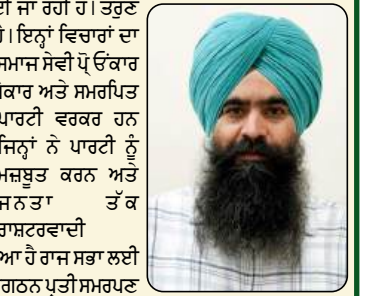 ਜਾ ਰਹੀ ਹੈ। ਤਰੁਣ
ਹੈ। ਇਨ੍ਹਾਂ ਵਿਚਾਰਾਂ ਦਾ
ਸਮਾਜ ਸੇਵੀ ਪ੍ਰੋ ਓਂਕਾਰ
ਅਤੇ ਸਮਰਪਿਤ
ਪਾਰਟੀ ਵਰਕਰ ਹਨ
ਜਿਨ੍ਹਾਂ ਨੇ ਪਾਰਟੀ ਨੂੰ
ਮਜ਼ਬੂਤ ਕਰਨ ਅਤੇ
ਜਨਤਾ ਤੱਕ
ਰਾਸ਼ਟਰਵਾਦੀ
ਆ ਹੈ ਰਾਜ ਸਭਾ ਲਈ
ਗਠਨ ਪ੍ਰਤੀ ਸਮਰਪਣ